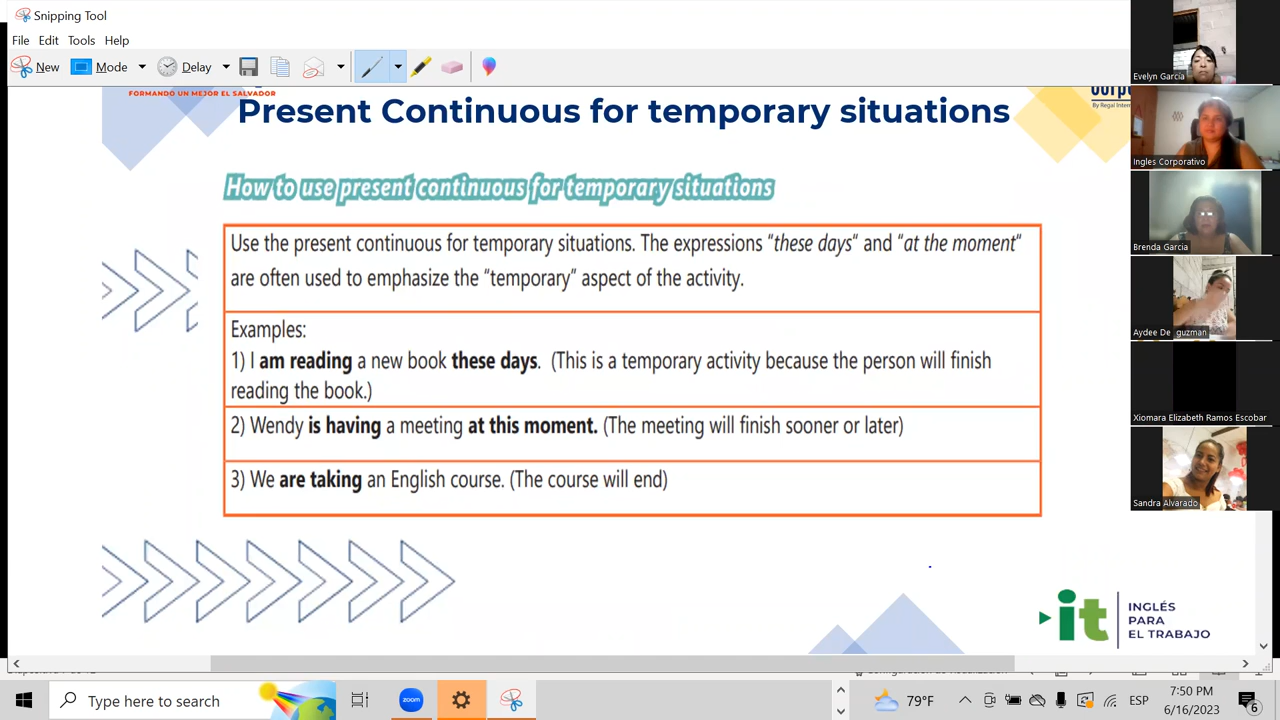 Snipping Tool
File Edit Tools Help
New Mode Delay
FORMANDO UN MEJOR EL SALVADOR
Present Continuous for temporary situations
By Regal
How to use present continuous for temporary situations
Use the present continuous for temporary situations. The expressions “these days“ and “at the moment“
are often used to emphasize the “temporary” aspect of the activity.
Examples:
1) I am reading a new book these days. (This is a temporary activity because the person will finish
reading the book.)
2) Wendy is having a meeting at this moment. (The meeting will finish sooner or later)
3) We are taking an English course. (The course will end)
it INGLÉS
PARA
EL TRABAJO
Evelyn García
Ingles Corporativo
Brenda Garcia
Aydee De guzman
Xiomara Elizabeth Ramos Escobar
Sandra Alvarado
Type here to search
zoom
79°F
ESP
7:50 PM
6/16/2023
6